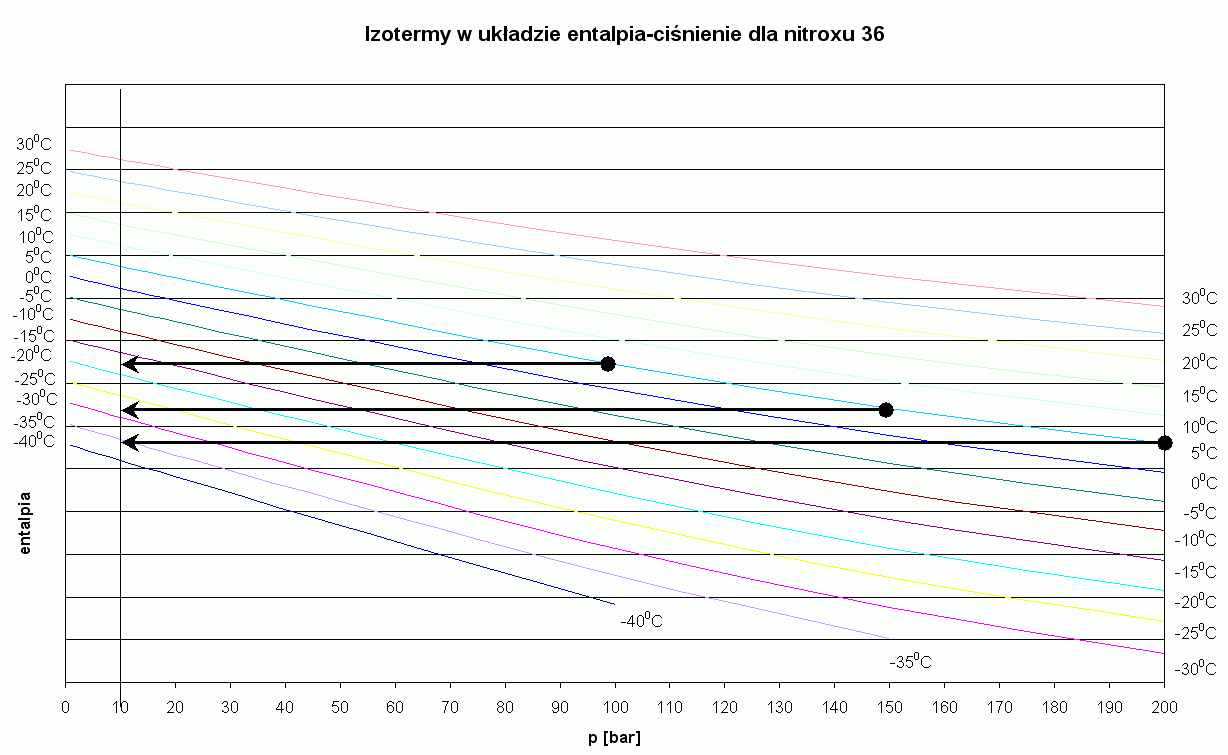 Izotermy w układzie entalpia-ciśnienie dla nitroxu 36
30⁰C
25⁰C
20⁰C
15⁰C
10⁰C
5⁰C
0⁰C
-5⁰C
-10⁰C
-15⁰C
-20⁰C
-25⁰C
-30⁰C
-35⁰C
-40⁰C
entalpia
30⁰C
25⁰C
20⁰C
15⁰C
10⁰C
5⁰C
0⁰C
-5⁰C
-10⁰C
-15⁰C
-20⁰C
-25⁰C
-30⁰C
-40⁰C
-35⁰C
0 10 20 30 40 50 60 70 80 90 100 110 120 130 140 150 160 170 180 190 200
p [bar]